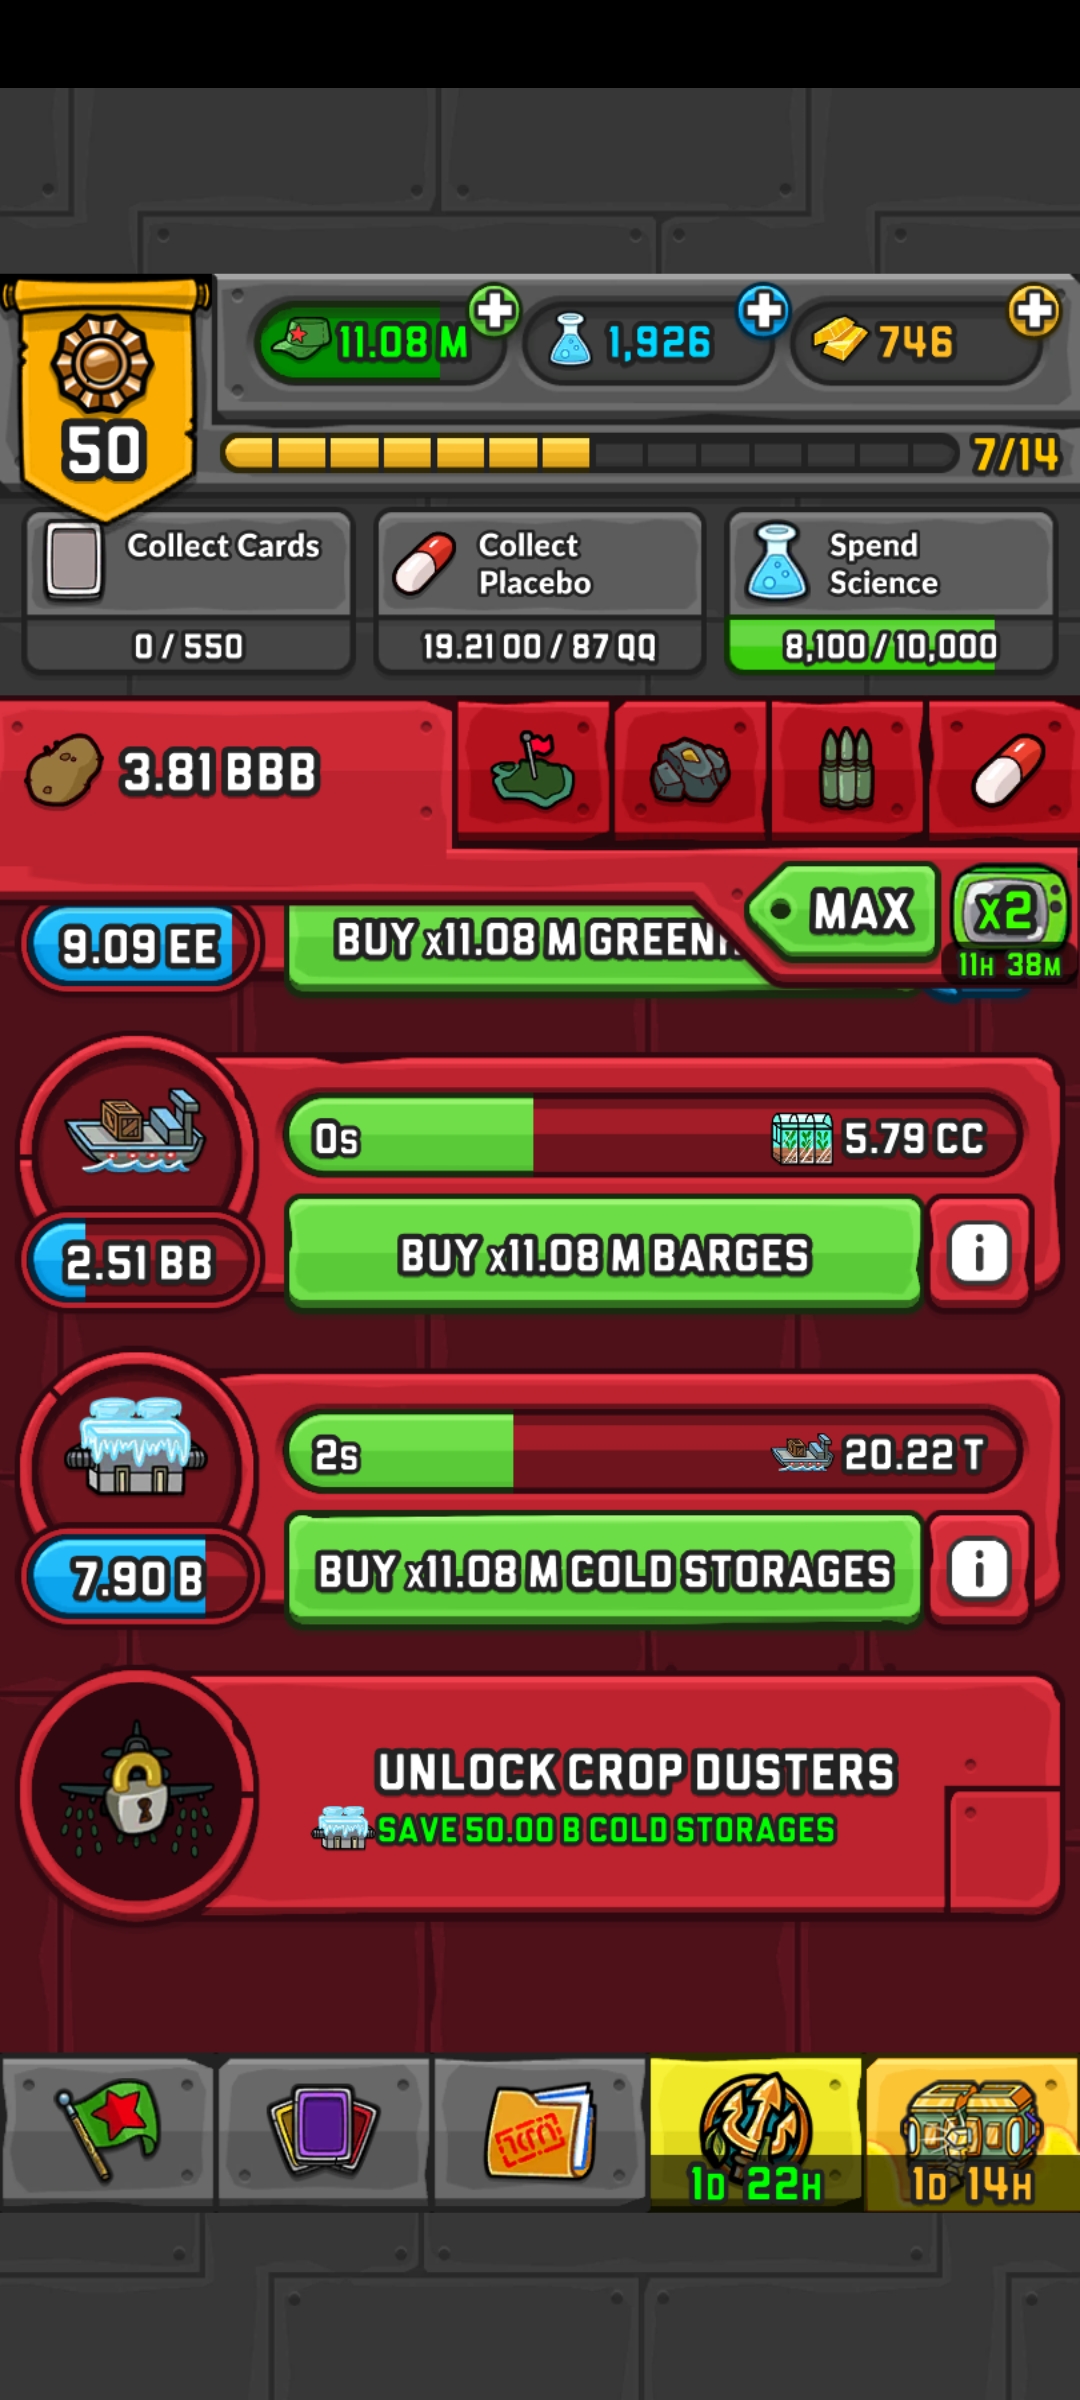 11.08 M
1,926
746
50
7/14
Collect Cards
0 / 550
Collect
Placebo
19.21 OO / 87 QQ
Spend
Science
8,100 / 10,000
3.81 BBB
MAX
x2
11H 38M
9.09 EE
BUY x11.08 M
0s
5.79 CC
2.51 BB
BUY x11.08 M BARGES
i
2s
20.22 T
7.90 B
BUY x11.08 M COLD STORAGES
i
UNLOCK CROP DUSTERS
SAVE 50.00 B COLD STORAGES
1D 22H
1D 14H